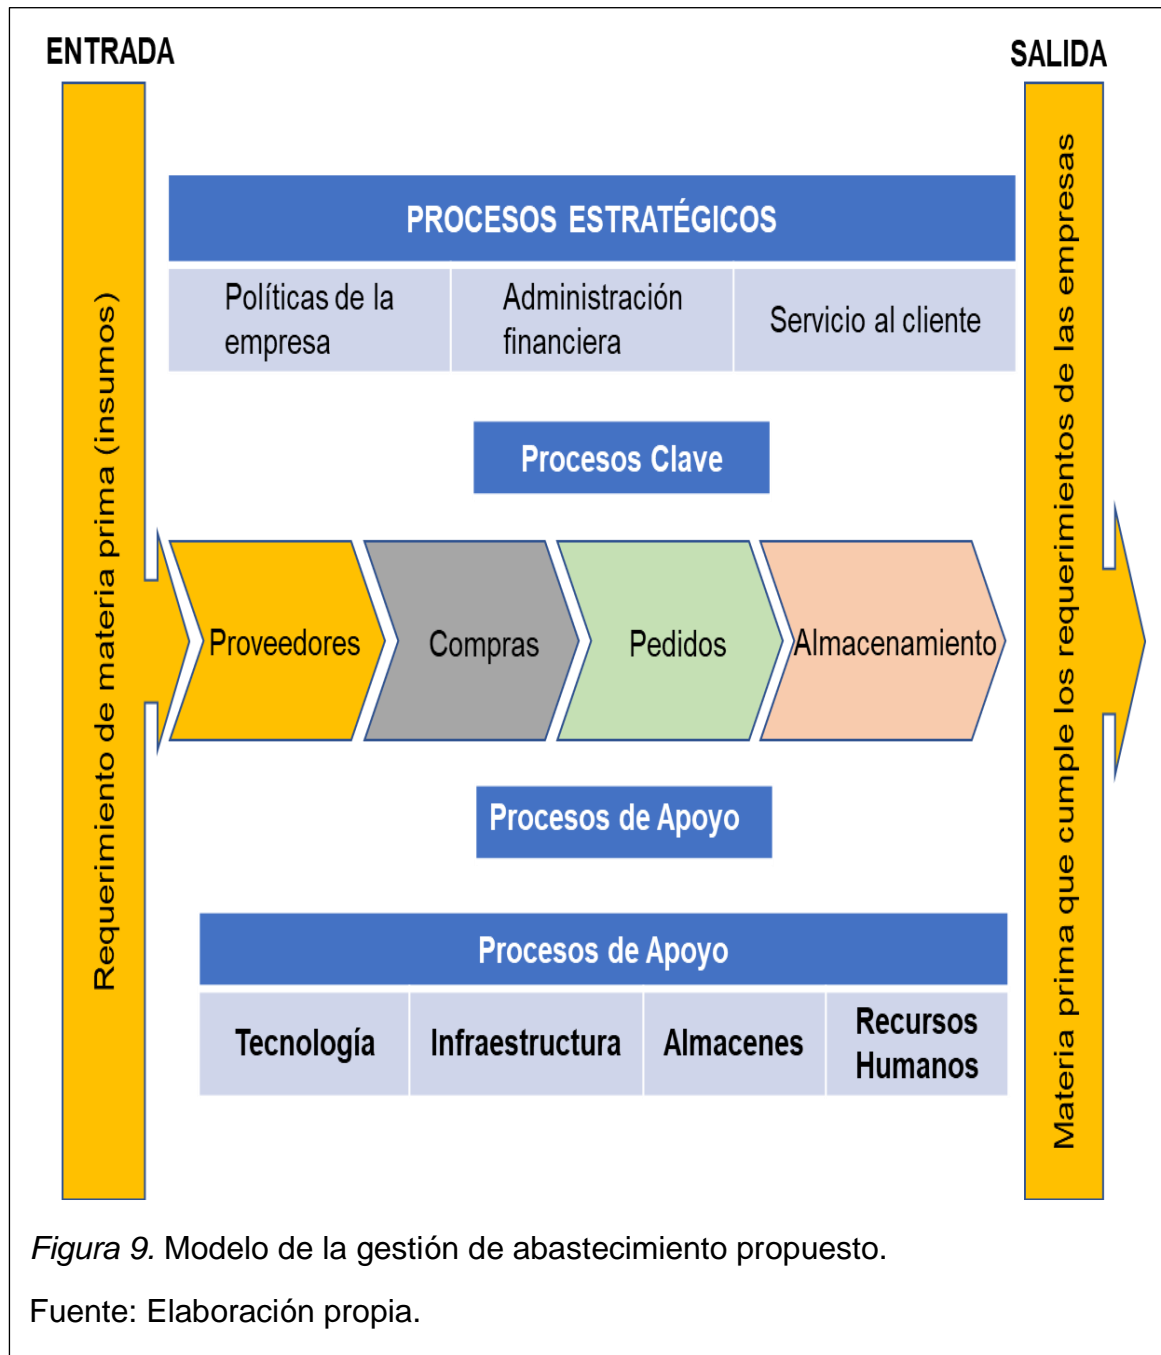 ENTRADA
SALIDA
Requerimiento de materia prima (insumos)
PROCESOS ESTRATÉGICOS
Políticas de la
empresa
Administración
financiera
Servicio al cliente
Procesos Clave
Proveedores
Compras
Pedidos
Almacenamiento
Procesos de Apoyo
Procesos de Apoyo
Tecnología
Infraestructura
Almacenes
Recursos
Humanos
Materia prima que cumple los requerimientos de las empresas
Figura 9. Modelo de la gestión de abastecimiento propuesto.
Fuente: Elaboración propia.